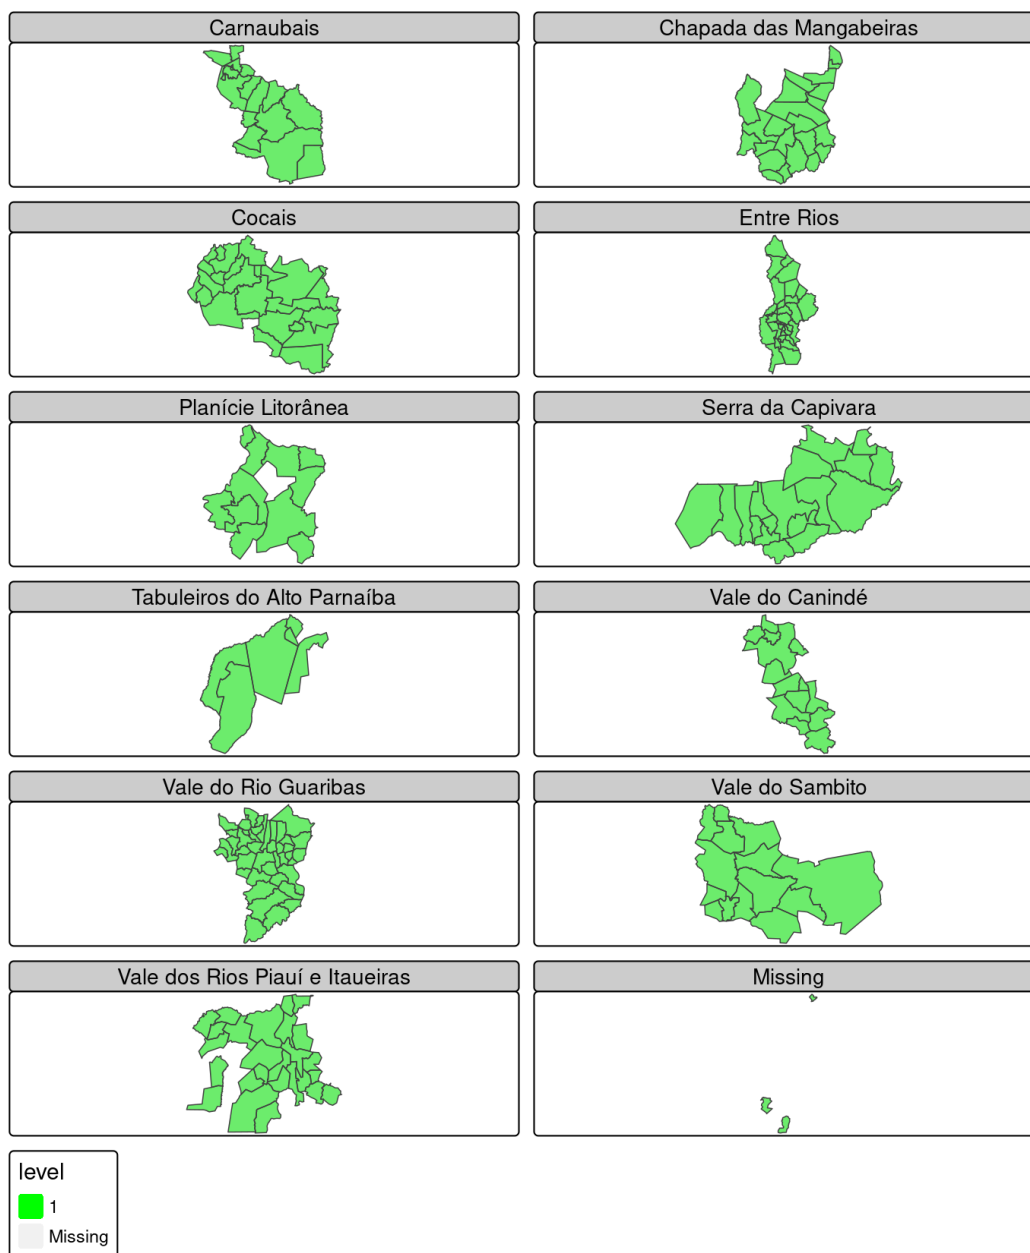 Carnaubais
Chapada das Mangabeiras
Cocais
Entre Rios
Planície Litorânea
Serra da Capivara
Tabuleiros do Alto Parnaíba
Vale do Canindé
Vale do Rio Guaribas
Vale do Sambito
Vale dos Rios Piauí e Itaueiras
Missing
level
1
Missing